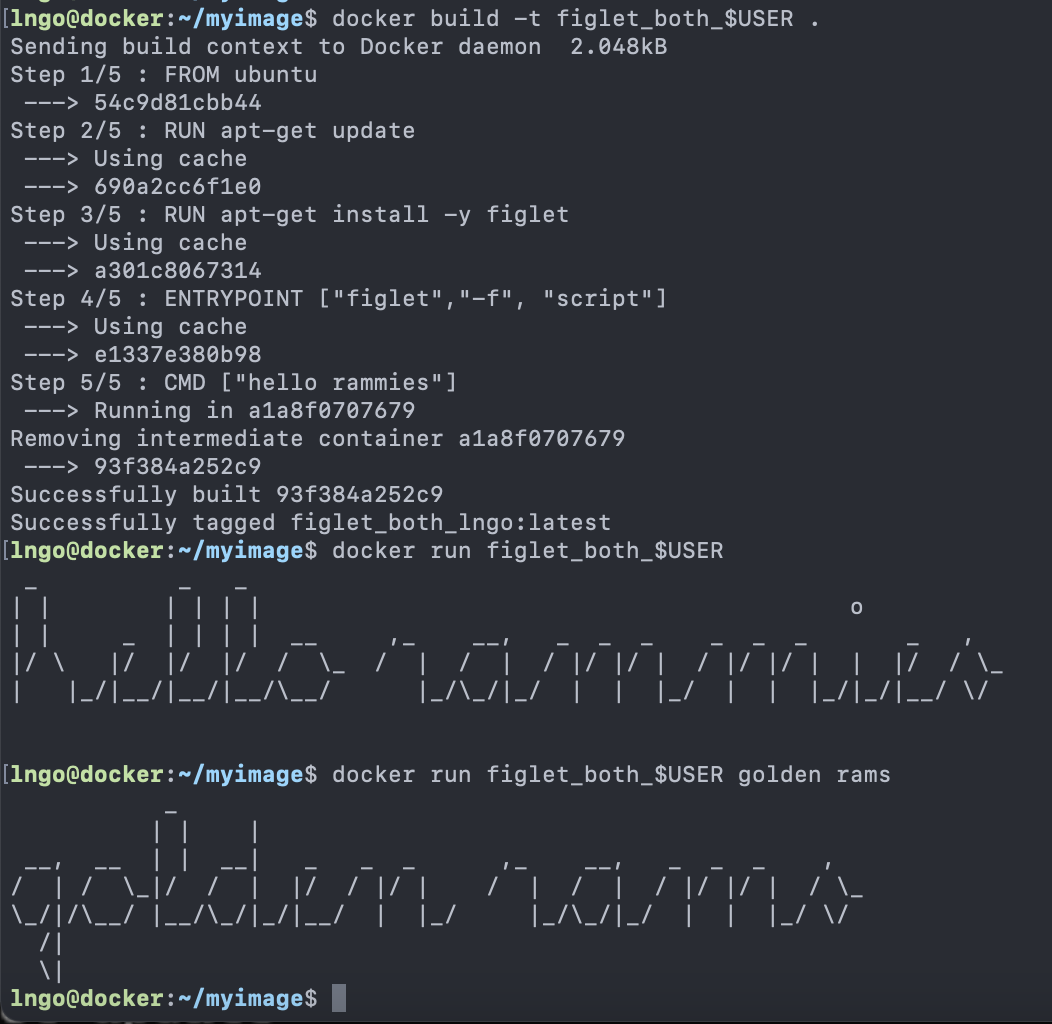 [lngo@docker:~/myimage$ docker build -t figlet_both_$USER .
Sending build context to Docker daemon  2.048kB
Step 1/5 : FROM ubuntu
 ---> 54c9d81cbb44
Step 2/5 : RUN apt-get update
 ---> Using cache
 ---> 690a2cc6f1e0
Step 3/5 : RUN apt-get install -y figlet
 ---> Using cache
 ---> a301c8067314
Step 4/5 : ENTRYPOINT ["figlet","-f", "script"]
 ---> Using cache
 ---> e1337e380b98
Step 5/5 : CMD ["hello rammies"]
 ---> Running in a1a8f0707679
Removing intermediate container a1a8f0707679
 ---> 93f384a252c9
Successfully built 93f384a252c9
Successfully tagged figlet_both_lngo:latest
[lngo@docker:~/myimage$ docker run figlet_both_$USER
hello rammies
[lngo@docker:~/myimage$ docker run figlet_both_$USER golden rams
golden rams
lngo@docker:~/myimage$